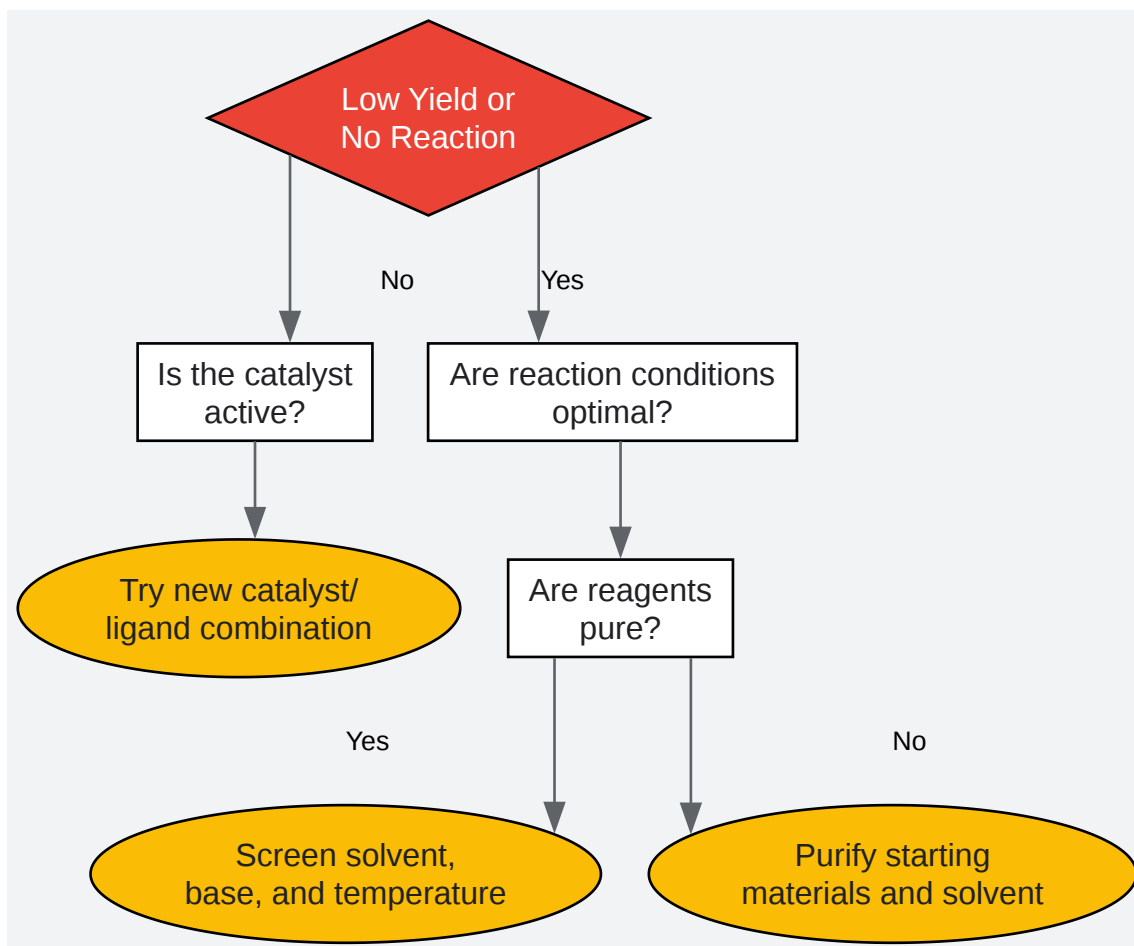 Low Yield or
No Reaction
No
Yes
Is the catalyst
active?
Are reaction conditions
optimal?
Try new catalyst/
ligand combination
Are reagents
pure?
Yes
No
Screen solvent,
base, and temperature
Purify starting
materials and solvent